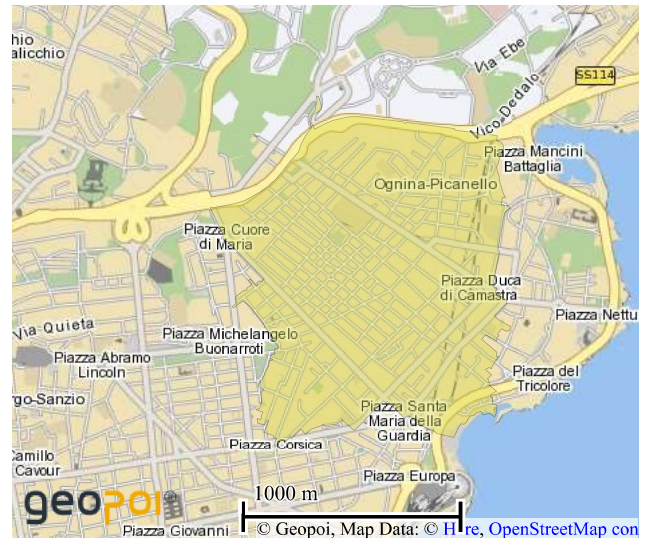 hio
alicchio
Via Ebe
SS114
Vico Dedalo
Piazza Mancini
Battaglia
Ognina-Picanello
Piazza Cuore
di Maria
Piazza Duca
di Camastra
Piazza Nettu
Via-Quieta
Piazza Michelangelo
Buonarroti
Piazza Abramo
Lincoln
Piazza del
Tricolore
rgo-Sanzio
Piazza Santa
Maria della
Guardia
Piazza Corsica
Camillo
Cavour
Piazza Europa
geopoi
1000 m
Piazza Giovanni
© Geopoi, Map Data: © Here, OpenStreetMap con